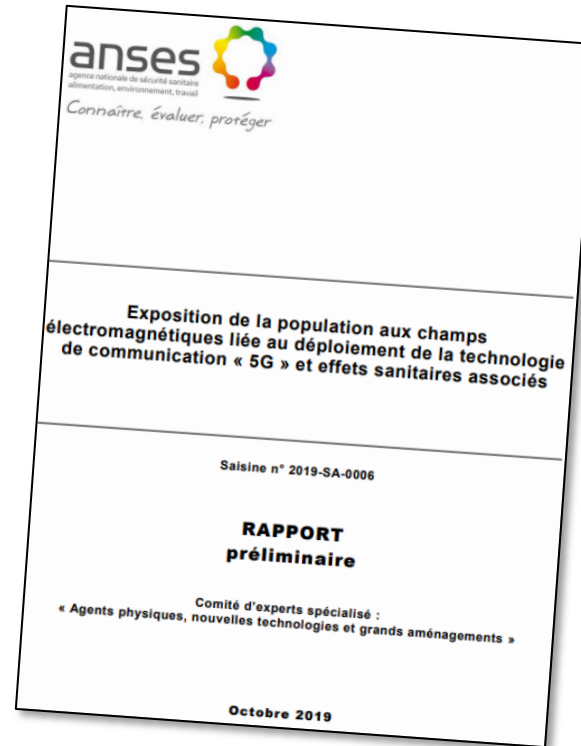 anses
agence nationale de sécurité sanitaire
alimentation, environnement, travail
Connaître, évaluer, protéger
Exposition de la population aux champs
électromagnétiques liée au déploiement de la technologie
de communication « 5G » et effets sanitaires associés
Saisine n° 2019-SA-0006
RAPPORT
préliminaire
Comité d'experts spécialisé :
« Agents physiques, nouvelles technologies et grands aménagements »
Octobre 2019